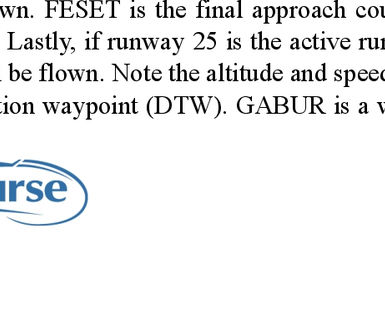 wn. FESET is the final approach cou
Lastly, if runway 25 is the active run
be flown. Note the altitude and speed
tion waypoint (DTW). GABUR is a w
urse